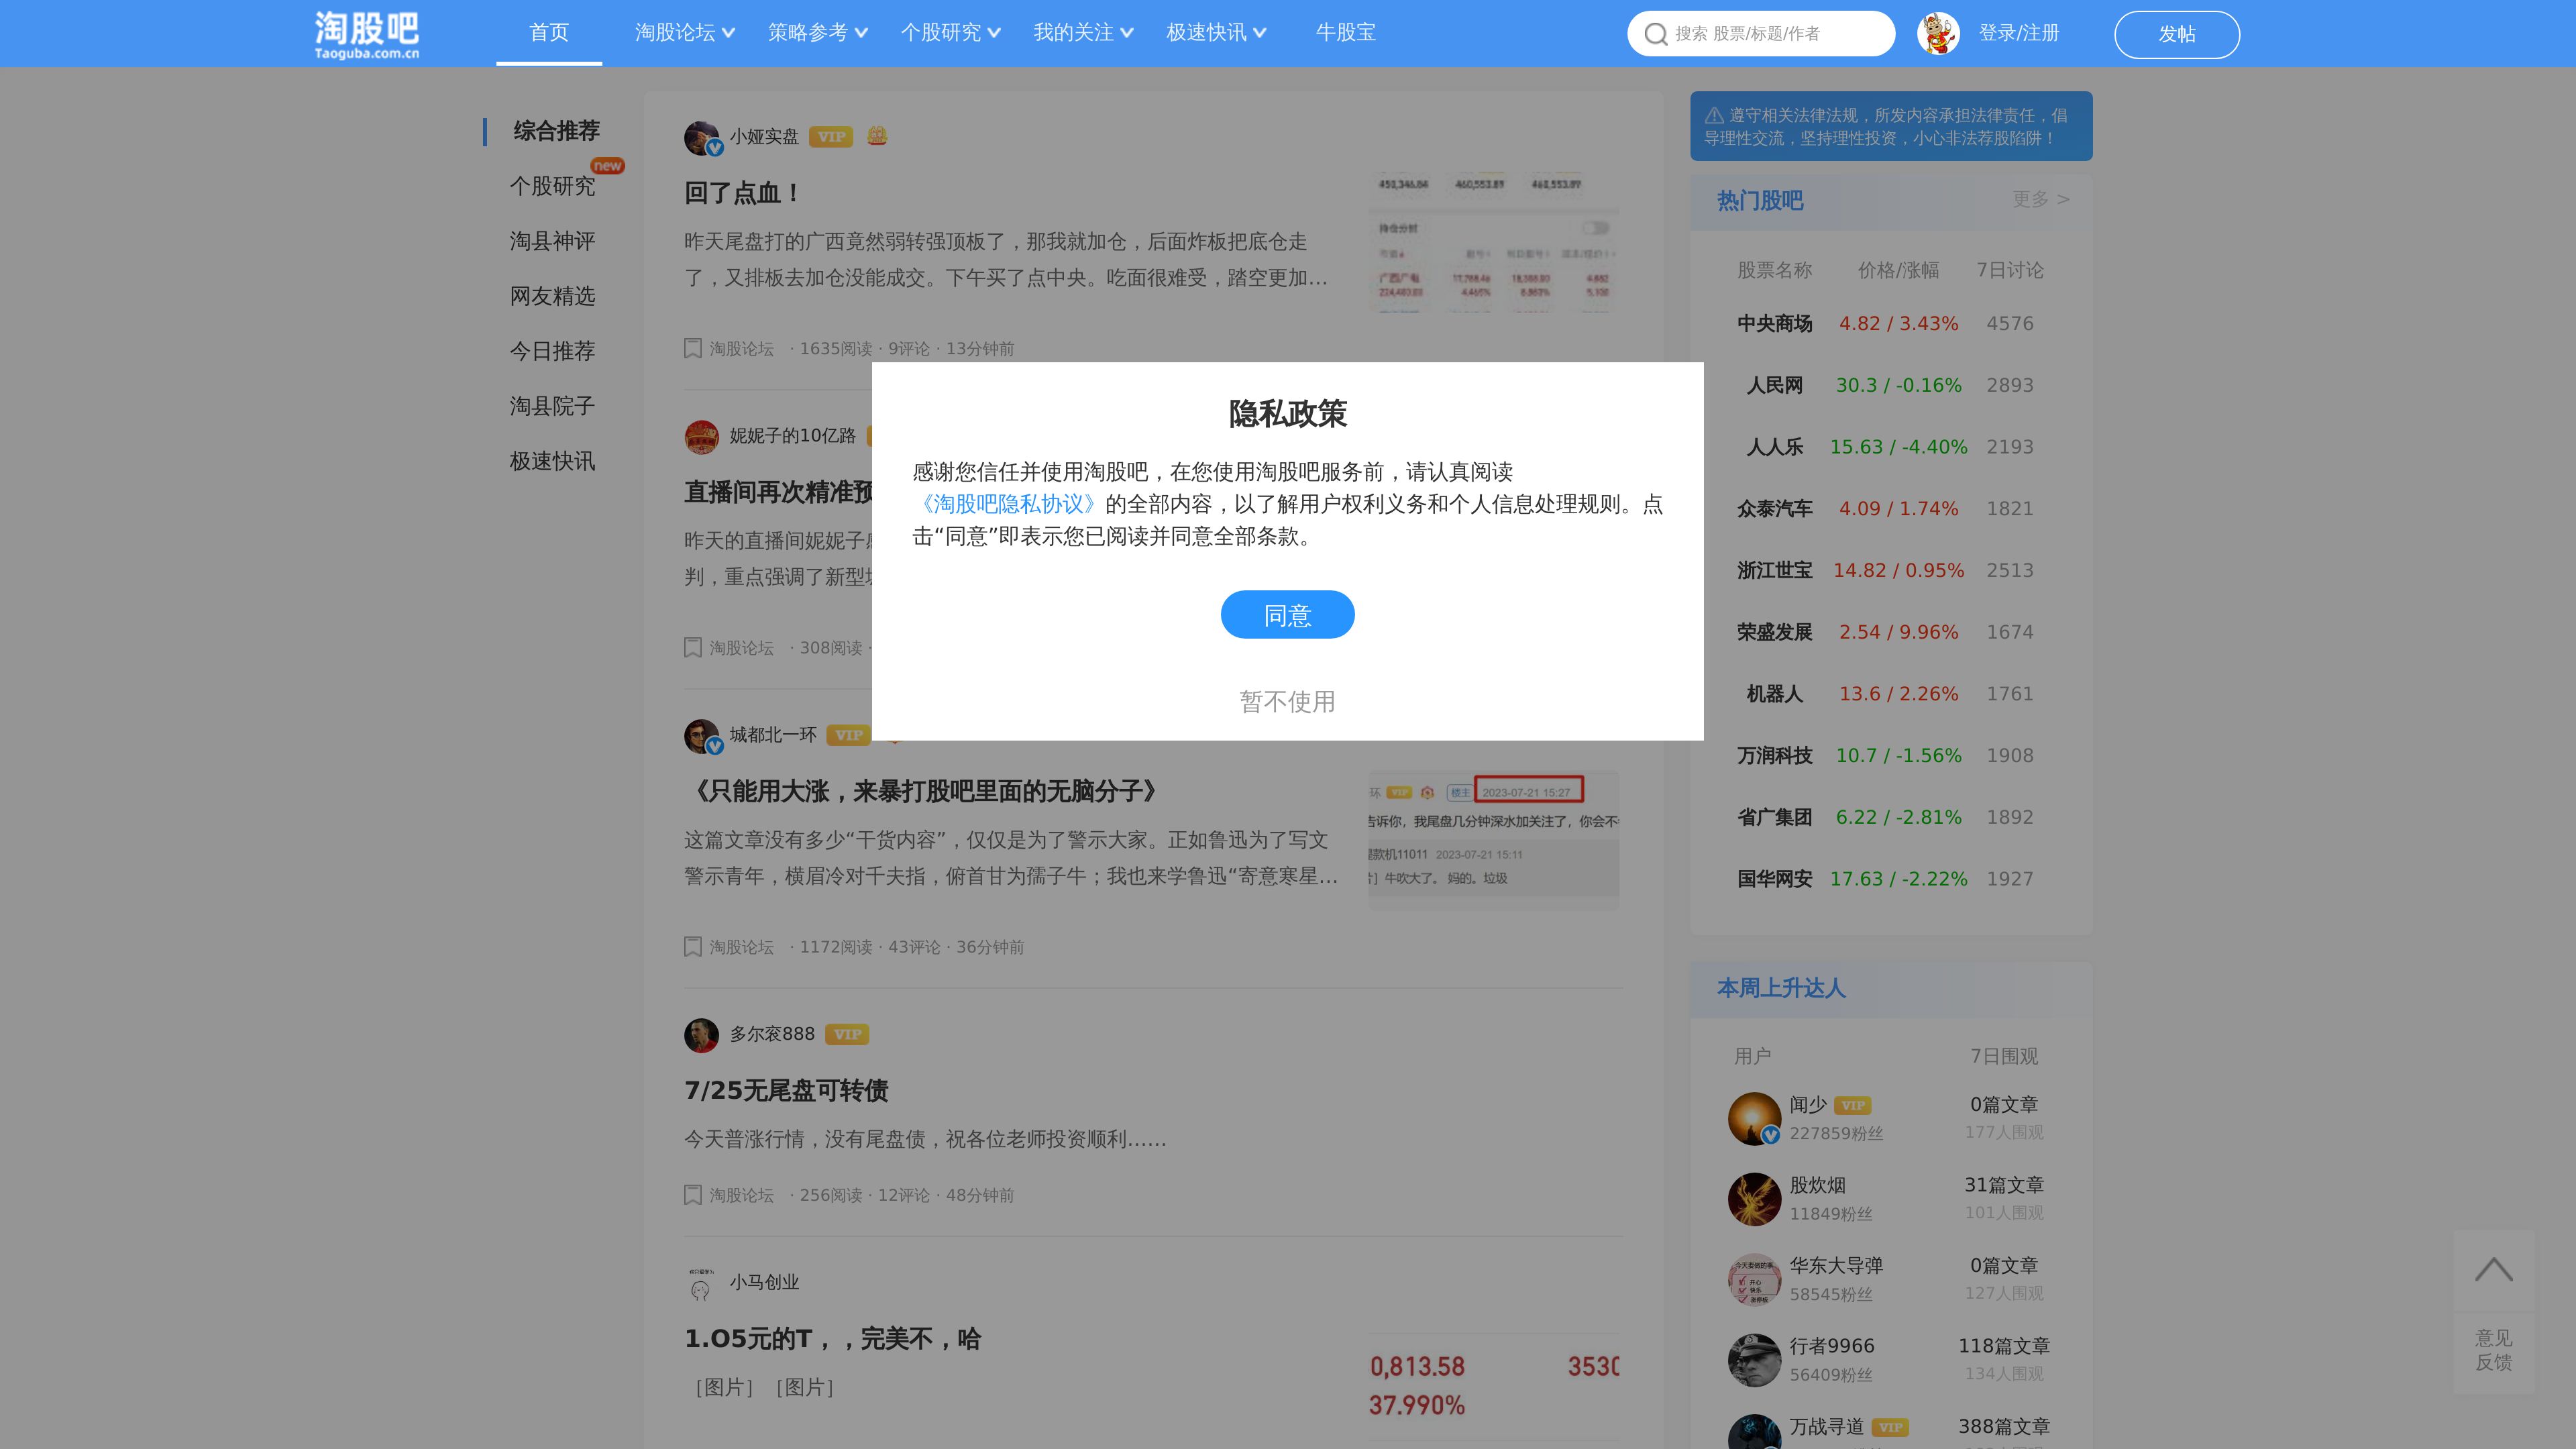 淘股吧
Taoguba.com.cn
首页
淘股论坛
策略参考
个股研究
我的关注
极速快讯
牛股宝
搜索 股票/标题/作者
登录/注册
发帖
综合推荐
个股研究
new
淘县神评
网友精选
今日推荐
淘县院子
极速快讯
小娅实盘 VIP
回了点血！
昨天尾盘打的广西竟然弱转强顶板了，那我就加仓，后面炸板把底仓走
了，又排板去加仓没能成交。下午买了点中央。吃面很难受，踏空更加...
淘股论坛 · 1635阅读 · 9评论 · 13分钟前
妮妮子的10亿路
直播间再次精准预
昨天的直播间妮妮子
判，重点强调了新型
淘股论坛 · 308阅读 ·
隐私政策
感谢您信任并使用淘股吧，在您使用淘股吧服务前，请认真阅读
《淘股吧隐私协议》的全部内容，以了解用户权利义务和个人信息处理规则。点
击“同意”即表示您已阅读并同意全部条款。
同意
暂不使用
城都北一环 VIP
《只能用大涨，来暴打股吧里面的无脑分子》
这篇文章没有多少“干货内容”，仅仅是为了警示大家。正如鲁迅为了写文
警示青年，横眉冷对千夫指，俯首甘为孺子牛；我也来学鲁迅“寄意寒星...
环 VIP 楼主 2023-07-21 15:27
告诉你，我尾盘几分钟深水加关注了，你会不
款机11011 2023-07-21 15:11
牛吹大了。 妈的。垃圾
淘股论坛 · 1172阅读 · 43评论 · 36分钟前
多尔衮888 VIP
7/25无尾盘可转债
今天普涨行情，没有尾盘债，祝各位老师投资顺利......
淘股论坛 · 256阅读 · 12评论 · 48分钟前
小马创业
1.O5元的T，，完美不，哈
［图片］［图片］
0,813.58 3530
37.990%
遵守相关法律法规，所发内容承担法律责任，倡
导理性交流，坚持理性投资，小心非法荐股陷阱！
热门股吧 更多 >
股票名称 价格/涨幅 7日讨论
中央商场 4.82 / 3.43% 4576
人民网 30.3 / -0.16% 2893
人人乐 15.63 / -4.40% 2193
众泰汽车 4.09 / 1.74% 1821
浙江世宝 14.82 / 0.95% 2513
荣盛发展 2.54 / 9.96% 1674
机器人 13.6 / 2.26% 1761
万润科技 10.7 / -1.56% 1908
省广集团 6.22 / -2.81% 1892
国华网安 17.63 / -2.22% 1927
本周上升达人
用户 7日围观
闻少 VIP 0篇文章
227859粉丝 177人围观
股炊烟 31篇文章
11849粉丝 101人围观
华东大导弹 0篇文章
58545粉丝 127人围观
行者9966 118篇文章
56409粉丝 134人围观
万战寻道 VIP 388篇文章
意见
反馈